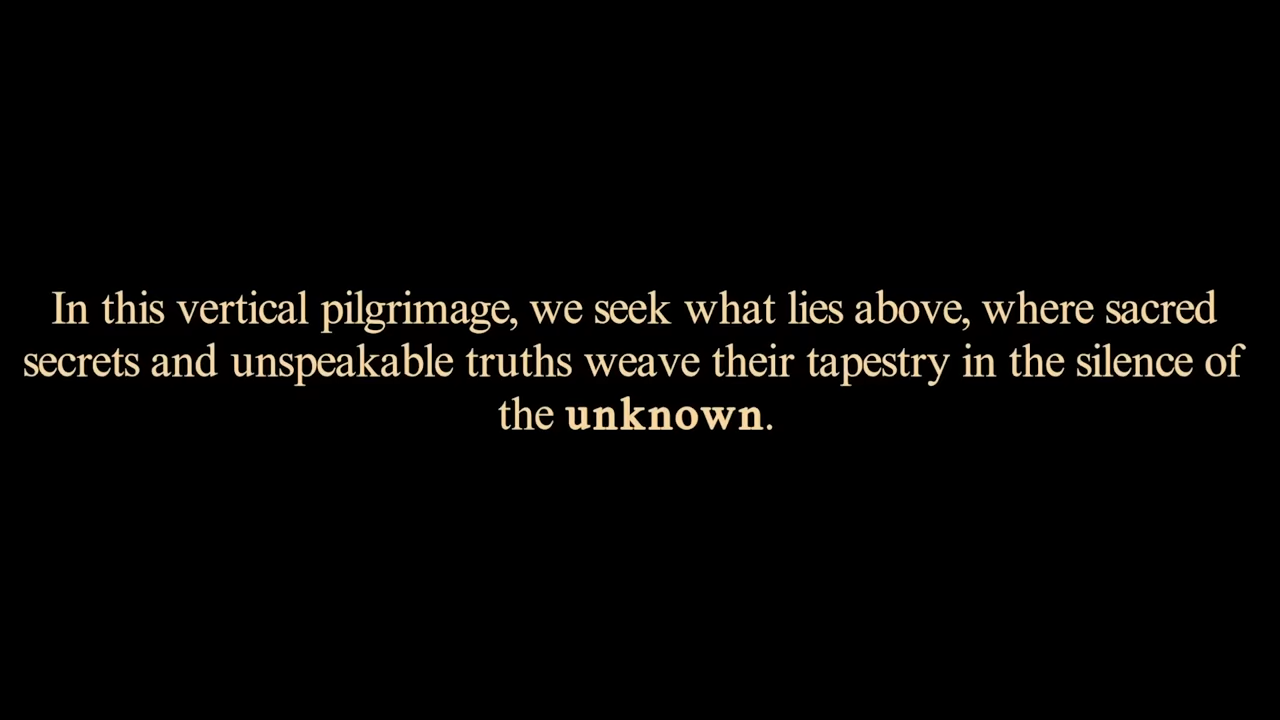 In this vertical pilgrimage, we seek what lies above, where sacred
secrets and unspeakable truths weave their tapestry in the silence of
the unknown.